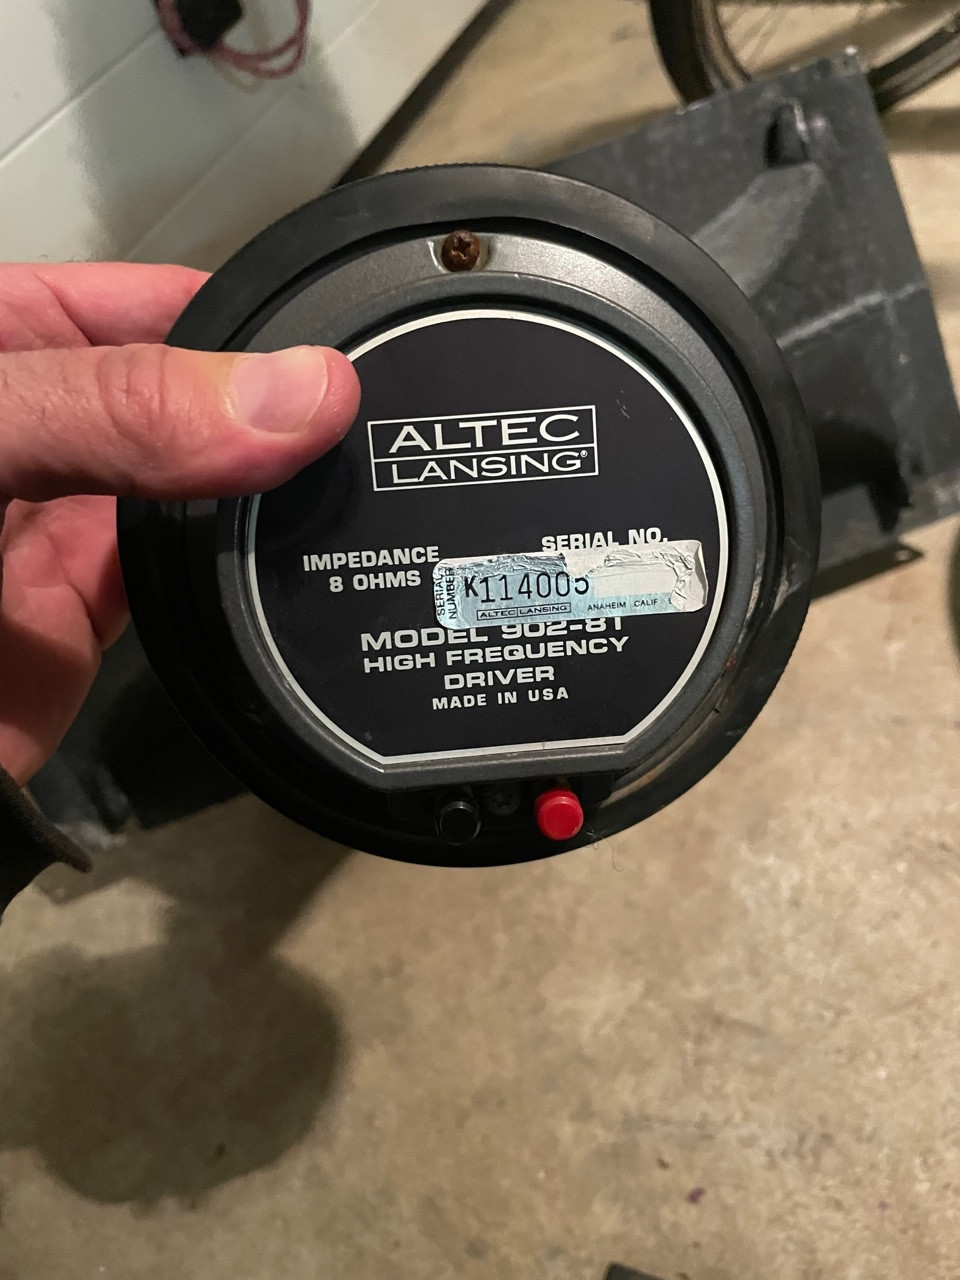 ALTEC
LANSING®
IMPEDANCE
8 OHMS
SERIAL NO.
SERIAL
NUMBER
K114005
ALTEC LANSING
ANAHEIM CALIF
MODEL 902-8T
HIGH FREQUENCY
DRIVER
MADE IN USA